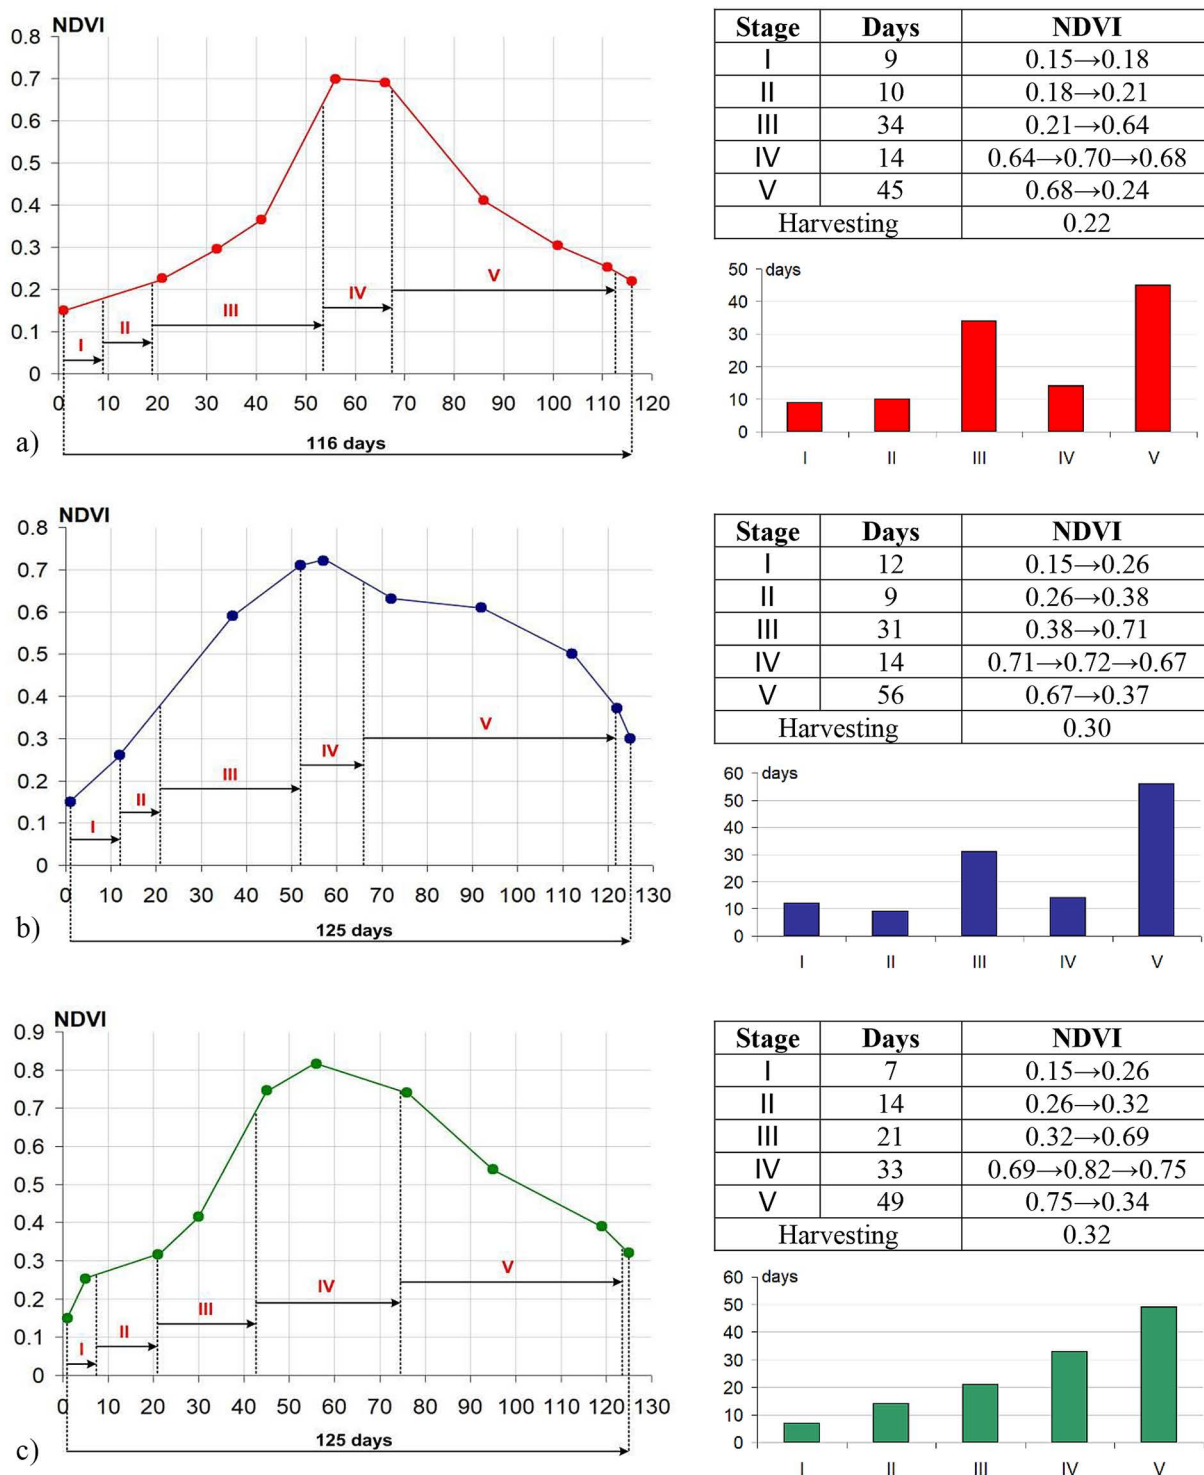 NDVI
0.8
0.7
0.6
0.5
0.4
0.3
0.2
0.1
0
I
II
III
IV
V
0 10 20 30 40 50 60 70 80 90 100 110 120
116 days
a)
Stage Days NDVI
I 9 0.15→0.18
II 10 0.18→0.21
III 34 0.21→0.64
IV 14 0.64→0.70→0.68
V 45 0.68→0.24
Harvesting 0.22
days
50
40
30
20
10
0
I II III IV V
NDVI
0.8
0.7
0.6
0.5
0.4
0.3
0.2
0.1
0
I
II
III
IV
V
0 10 20 30 40 50 60 70 80 90 100 110 120 130
125 days
b)
Stage Days NDVI
I 12 0.15→0.26
II 9 0.26→0.38
III 31 0.38→0.71
IV 14 0.71→0.72→0.67
V 56 0.67→0.37
Harvesting 0.30
days
60
50
40
30
20
10
0
I II III IV V
NDVI
0.9
0.8
0.7
0.6
0.5
0.4
0.3
0.2
0.1
0
I
II
III
IV
V
0 10 20 30 40 50 60 70 80 90 100 110 120 130
125 days
c)
Stage Days NDVI
I 7 0.15→0.26
II 14 0.26→0.32
III 21 0.32→0.69
IV 33 0.69→0.82→0.75
V 49 0.75→0.34
Harvesting 0.32
days
60
50
40
30
20
10
0
I II III IV V